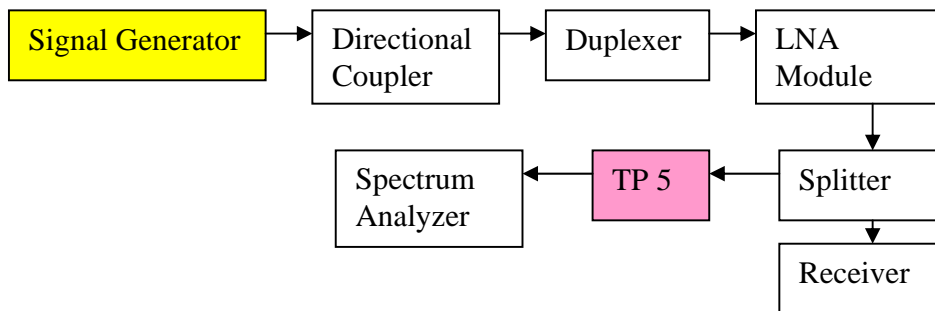 Signal Generator
Directional
Coupler
Duplexer
LNA
Module
Spectrum
Analyzer
TP 5
Splitter
Receiver